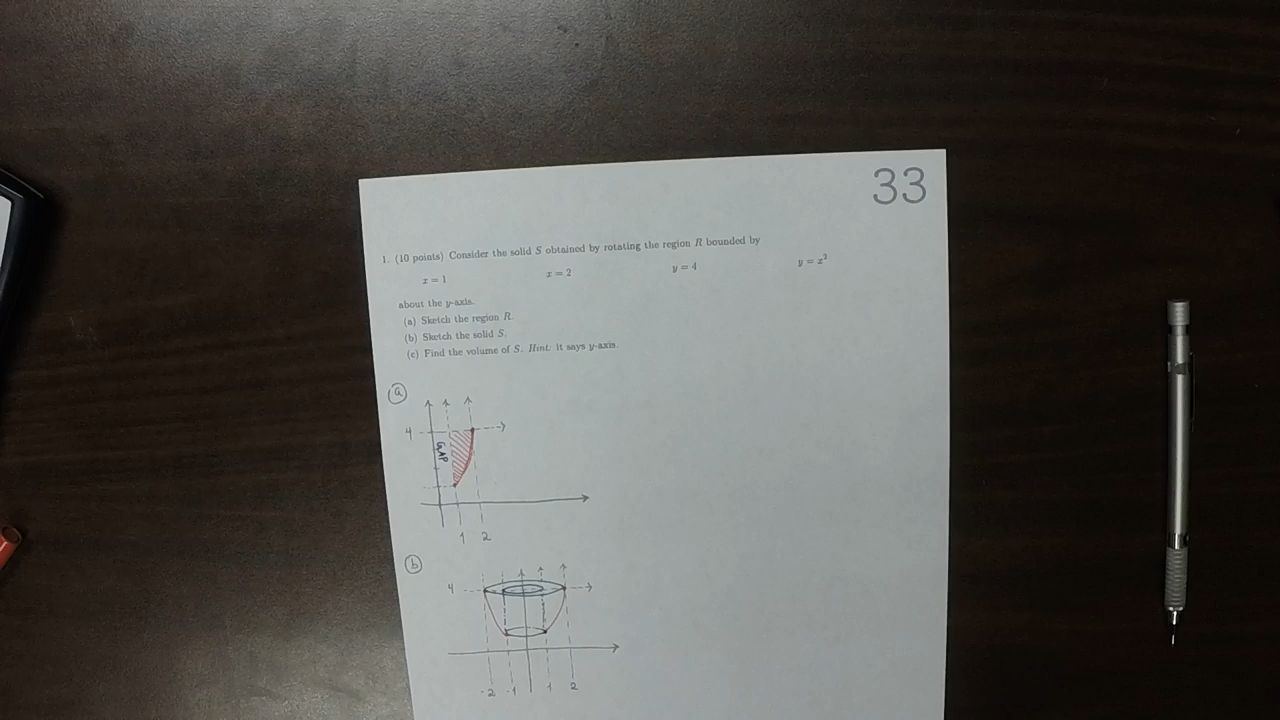 33
1. (10 points) Consider the solid S obtained by rotating the region R bounded by
x = 1 x = 2 y = 4 y = x²
about the y-axis.
(a) Sketch the region R.
(b) Sketch the solid S.
(c) Find the volume of S. Hint: it says y-axis.
a
4
GAP
1 2
b
4
-2 -1 1 2